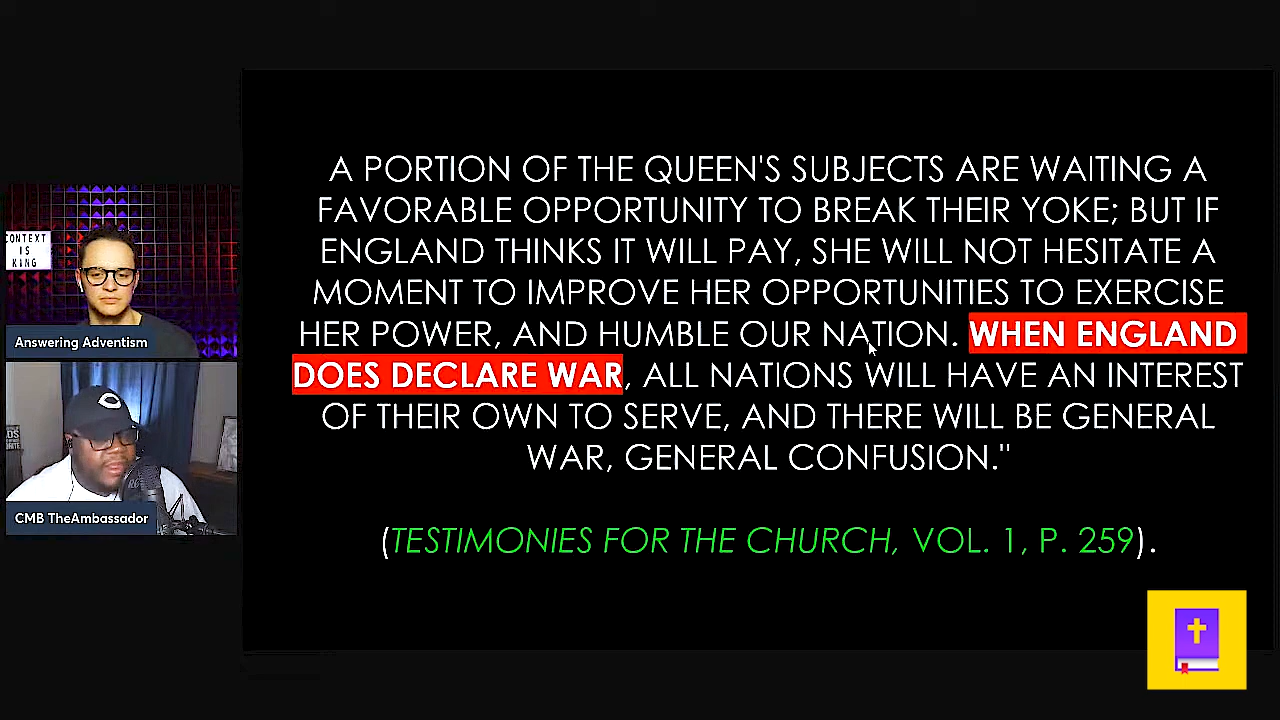 A PORTION OF THE QUEEN'S SUBJECTS ARE WAITING A
FAVORABLE OPPORTUNITY TO BREAK THEIR YOKE; BUT IF
ENGLAND THINKS IT WILL PAY, SHE WILL NOT HESITATE A
MOMENT TO IMPROVE HER OPPORTUNITIES TO EXERCISE
HER POWER, AND HUMBLE OUR NATION. WHEN ENGLAND
DOES DECLARE WAR, ALL NATIONS WILL HAVE AN INTEREST
OF THEIR OWN TO SERVE, AND THERE WILL BE GENERAL
WAR, GENERAL CONFUSION."
(TESTIMONIES FOR THE CHURCH, VOL. 1, P. 259).
CONTEXT
IS
KING
Answering Adventism
CMB TheAmbassador